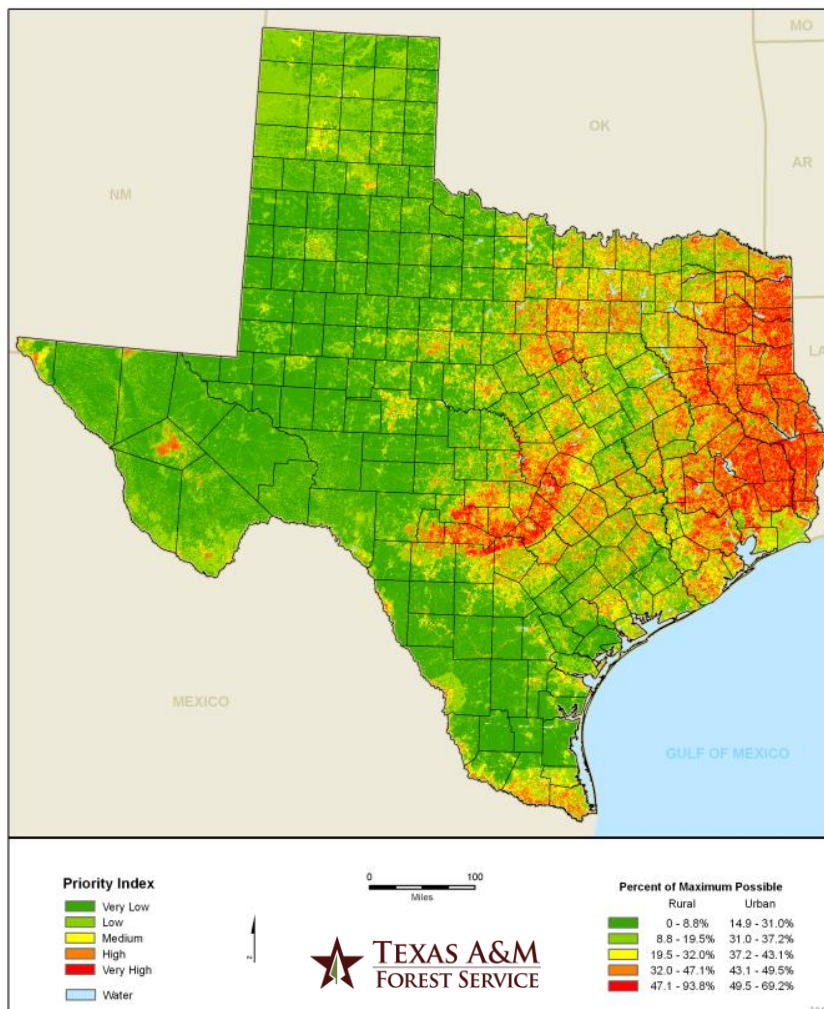 MO
OK
AR
NM
LA
MEXICO
GULF OF MEXICO
Priority Index
Very Low
Low
Medium
High
Very High
Water
0 100
Miles
TEXAS A&M
FOREST SERVICE
Percent of Maximum Possible
Rural Urban
0 - 8.8% 14.9 - 31.0%
8.8 - 19.5% 31.0 - 37.2%
19.5 - 32.0% 37.2 - 43.1%
32.0 - 47.1% 43.1 - 49.5%
47.1 - 93.8% 49.5 - 69.2%